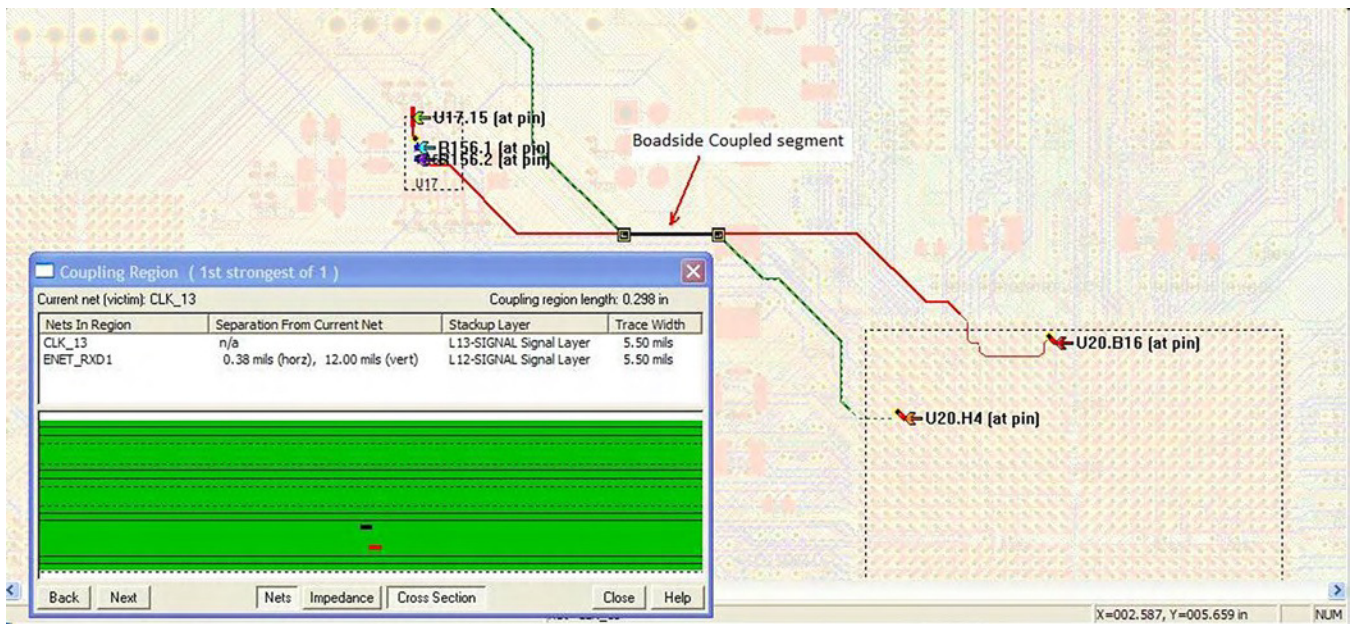 U17.15 (at pin)
R156.1 (at pin)
R156.2 (at pin)
U17
Boadside Coupled segment
U20.B16 (at pin)
U20.H4 (at pin)
Coupling Region ( 1st strongest of 1 )
Current net (victim): CLK_13 Coupling region length: 0.298 in
Nets In Region Separation From Current Net Stackup Layer Trace Width
CLK_13 n/a L13-SIGNAL Signal Layer 5.50 mils
ENET_RXD1 0.38 mils (horz), 12.00 mils (vert) L12-SIGNAL Signal Layer 5.50 mils
Back Next Nets Impedance Cross Section Close Help
X=002.587, Y=005.659 in NUM